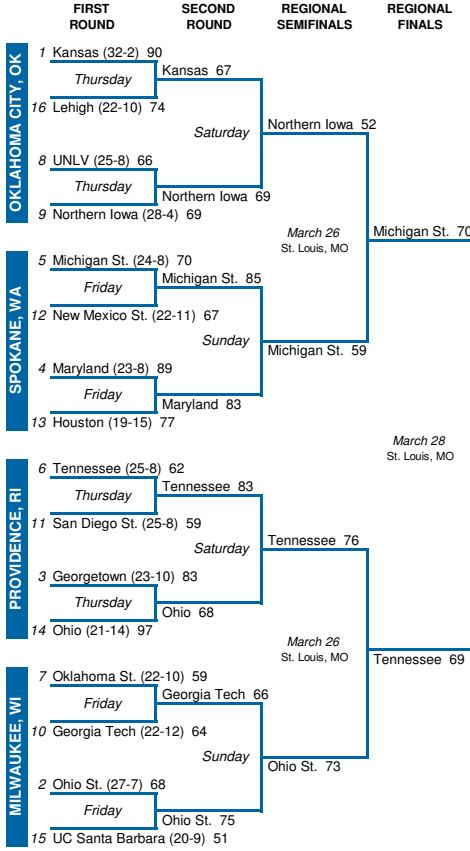 FIRST ROUND
SECOND ROUND
REGIONAL SEMIFINALS
REGIONAL FINALS
OKLAHOMA CITY, OK
1 Kansas (32-2) 90
Thursday
16 Lehigh (22-10) 74
Kansas 67
8 UNLV (25-8) 66
Thursday
9 Northern Iowa (28-4) 69
Northern Iowa 69
Saturday
Northern Iowa 52
SPOKANE, WA
5 Michigan St. (24-8) 70
Friday
12 New Mexico St. (22-11) 67
Michigan St. 85
4 Maryland (23-8) 89
Friday
13 Houston (19-15) 77
Maryland 83
Sunday
Michigan St. 59
March 26
St. Louis, MO
Michigan St. 70
PROVIDENCE, RI
6 Tennessee (25-8) 62
Thursday
11 San Diego St. (25-8) 59
Tennessee 83
3 Georgetown (23-10) 83
Thursday
14 Ohio (21-14) 97
Ohio 68
Saturday
Tennessee 76
MILWAUKEE, WI
7 Oklahoma St. (22-10) 59
Friday
10 Georgia Tech (22-12) 64
Georgia Tech 66
2 Ohio St. (27-7) 68
Friday
15 UC Santa Barbara (20-9) 51
Ohio St. 75
Sunday
Ohio St. 73
March 26
St. Louis, MO
Tennessee 69
March 28
St. Louis, MO